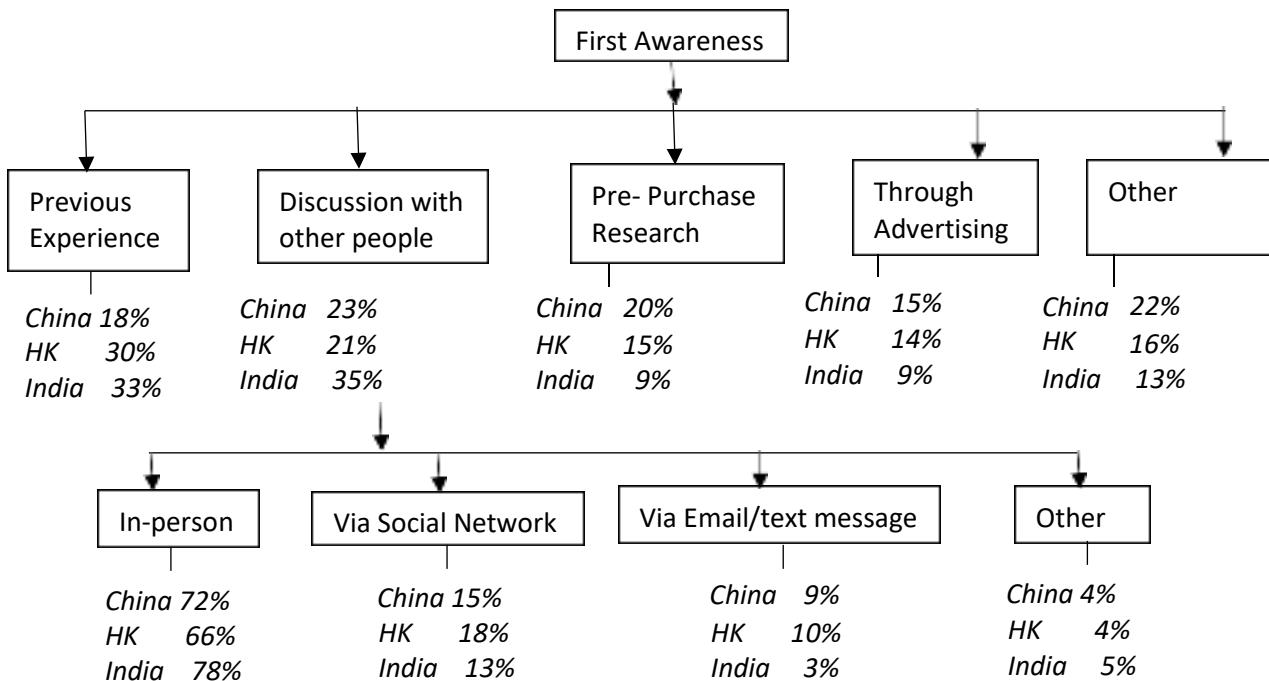 First Awareness
Previous
Experience
China 18%
HK 30%
India 33%
Discussion with
other people
China 23%
HK 21%
India 35%
Pre- Purchase
Research
China 20%
HK 15%
India 9%
Through
Advertising
China 15%
HK 14%
India 9%
Other
China 22%
HK 16%
India 13%
In-person
China 72%
HK 66%
India 78%
Via Social Network
China 15%
HK 18%
India 13%
Via Email/text message
China 9%
HK 10%
India 3%
Other
China 4%
HK 4%
India 5%